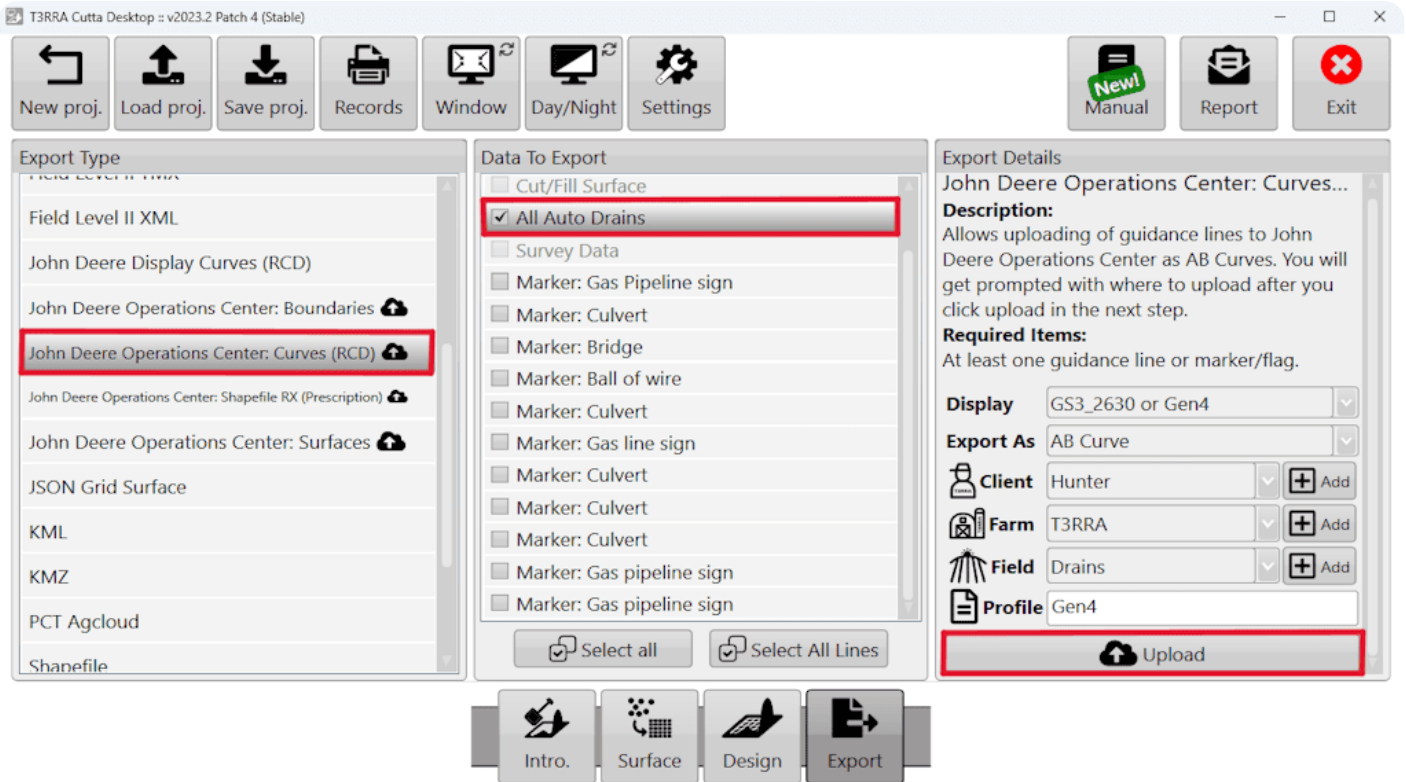 T3RRA Cutta Desktop :: v2023.2 Patch 4 (Stable)
New proj.
Load proj.
Save proj.
Records
Window
Day/Night
Settings
New!
Manual
Report
Exit
Export Type
Field Level II XML
John Deere Display Curves (RCD)
John Deere Operations Center: Boundaries
John Deere Operations Center: Curves (RCD)
John Deere Operations Center: Shapefile RX (Prescription)
John Deere Operations Center: Surfaces
JSON Grid Surface
KML
KMZ
PCT Agcloud
Shapefile
Data To Export
Cut/Fill Surface
All Auto Drains
Survey Data
Marker: Gas Pipeline sign
Marker: Culvert
Marker: Bridge
Marker: Ball of wire
Marker: Culvert
Marker: Gas line sign
Marker: Culvert
Marker: Culvert
Marker: Culvert
Marker: Gas pipeline sign
Marker: Gas pipeline sign
Select all
Select All Lines
Export Details
John Deere Operations Center: Curves...
Description:
Allows uploading of guidance lines to John
Deere Operations Center as AB Curves. You will
get prompted with where to upload after you
click upload in the next step.
Required Items:
At least one guidance line or marker/flag.
Display GS3_2630 or Gen4
Export As AB Curve
Client Hunter Add
Farm T3RRA Add
Field Drains Add
Profile Gen4
Upload
Intro.
Surface
Design
Export